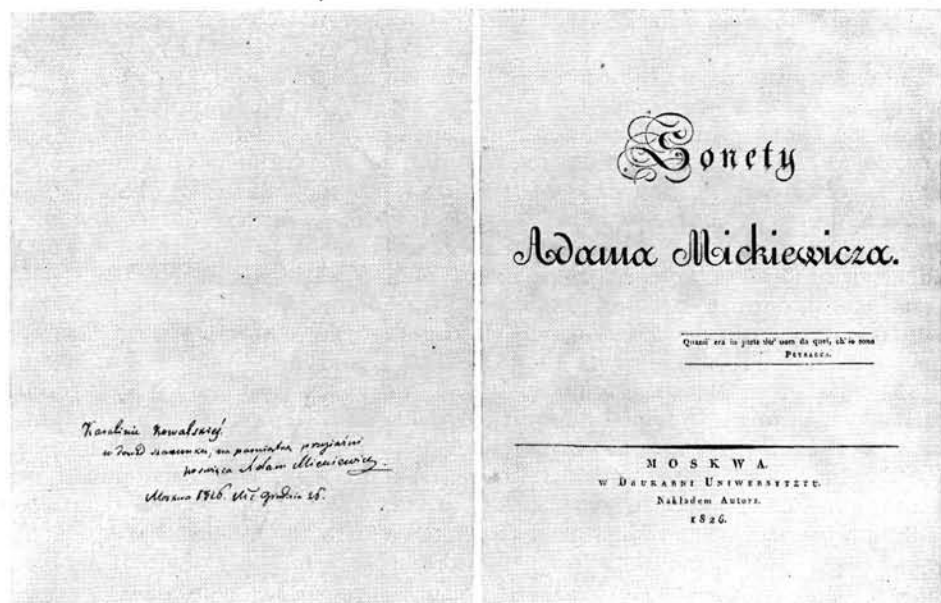 Karolinie Kowalskiéj
w dowód szacunku, na pamiątkę przyjaźni
poświęca Adam Mickiewicz
Moskwa 1826. Grudnia 26.
Sonety
Adama Mickiewicza.
Quand' era in parte altr' uom da quel, ch' io sono
PETRARCA.
MOSKWA.
W DRUKARNI UNIWERSYTETU.
Nakładem Autora.
1826.